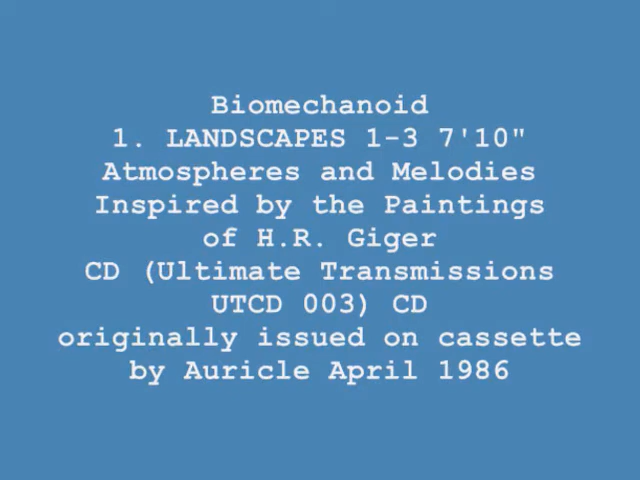 Biomechanoid
1. LANDSCAPES 1-3 7'10"
Atmospheres and Melodies
Inspired by the Paintings
of H.R. Giger
CD (Ultimate Transmissions
UTCD 003) CD
originally issued on cassette
by Auricle April 1986